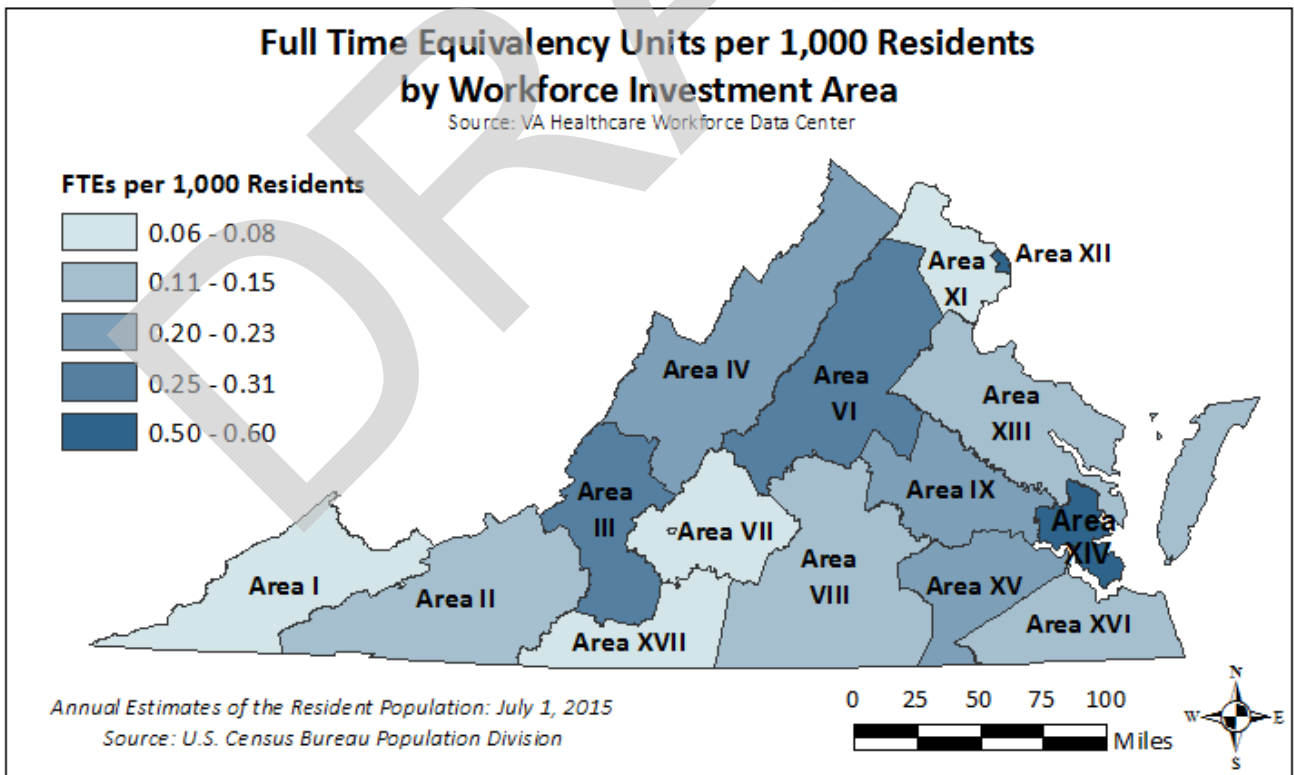 Full Time Equivalency Units per 1,000 Residents
by Workforce Investment Area
Source: VA Healthcare Workforce Data Center
FTEs per 1,000 Residents
0.06 - 0.08
0.11 - 0.15
0.20 - 0.23
0.25 - 0.31
0.50 - 0.60
Area XII
Area
XI
Area IV
Area
VI
Area
XIII
Area
III
Area IX
Area VII
Area
XIV
Area I
Area II
Area
VIII
Area XV
Area XVII
Area XVI
Annual Estimates of the Resident Population: July 1, 2015
Source: U.S. Census Bureau Population Division
0 25 50 75 100
Miles
N
W E
S
DRA